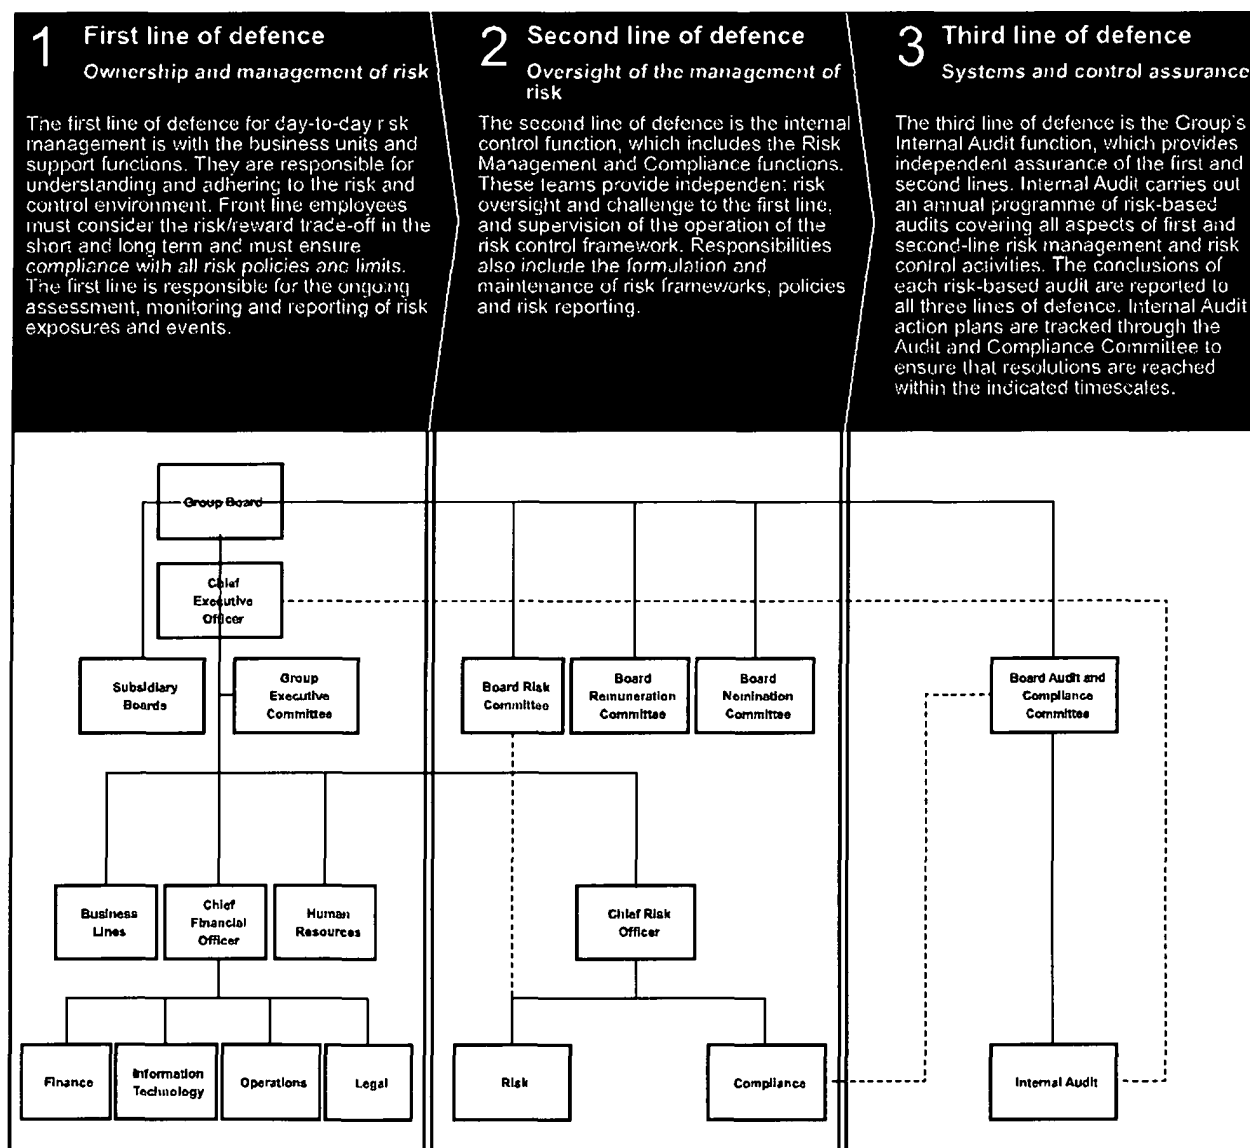 1 First line of defence
Ownership and management of risk
The first line of defence for day-to-day risk
management is with the business units and
support functions. They are responsible for
understanding and adhering to the risk and
control environment. Front line employees
must consider the risk/reward trade-off in the
short and long term and must ensure
compliance with all risk policies and limits.
The first line is responsible for the ongoing
assessment, monitoring and reporting of risk
exposures and events.
2 Second line of defence
Oversight of the management of
risk
The second line of defence is the internal
control function, which includes the Risk
Management and Compliance functions.
These teams provide independent risk
oversight and challenge to the first line,
and supervision of the operation of the
risk control framework. Responsibilities
also include the formulation and
maintenance of risk frameworks, policies
and risk reporting.
3 Third line of defence
Systems and control assurance
The third line of defence is the Group's
Internal Audit function, which provides
independent assurance of the first and
second lines. Internal Audit carries out
an annual programme of risk-based
audits covering all aspects of first and
second-line risk management and risk
control activities. The conclusions of
each risk-based audit are reported to
all three lines of defence. Internal Audit
action plans are tracked through the
Audit and Compliance Committee to
ensure that resolutions are reached
within the indicated timescales.
Group Board
Chief
Executive
Officer
Subsidiary
Boards
Group
Executive
Committee
Board Risk
Committee
Board
Remuneration
Committee
Board
Nomination
Committee
Board Audit and
Compliance
Committee
Business
Lines
Chief
Financial
Officer
Human
Resources
Chief Risk
Officer
Finance
Information
Technology
Operations
Legal
Risk
Compliance
Internal Audit